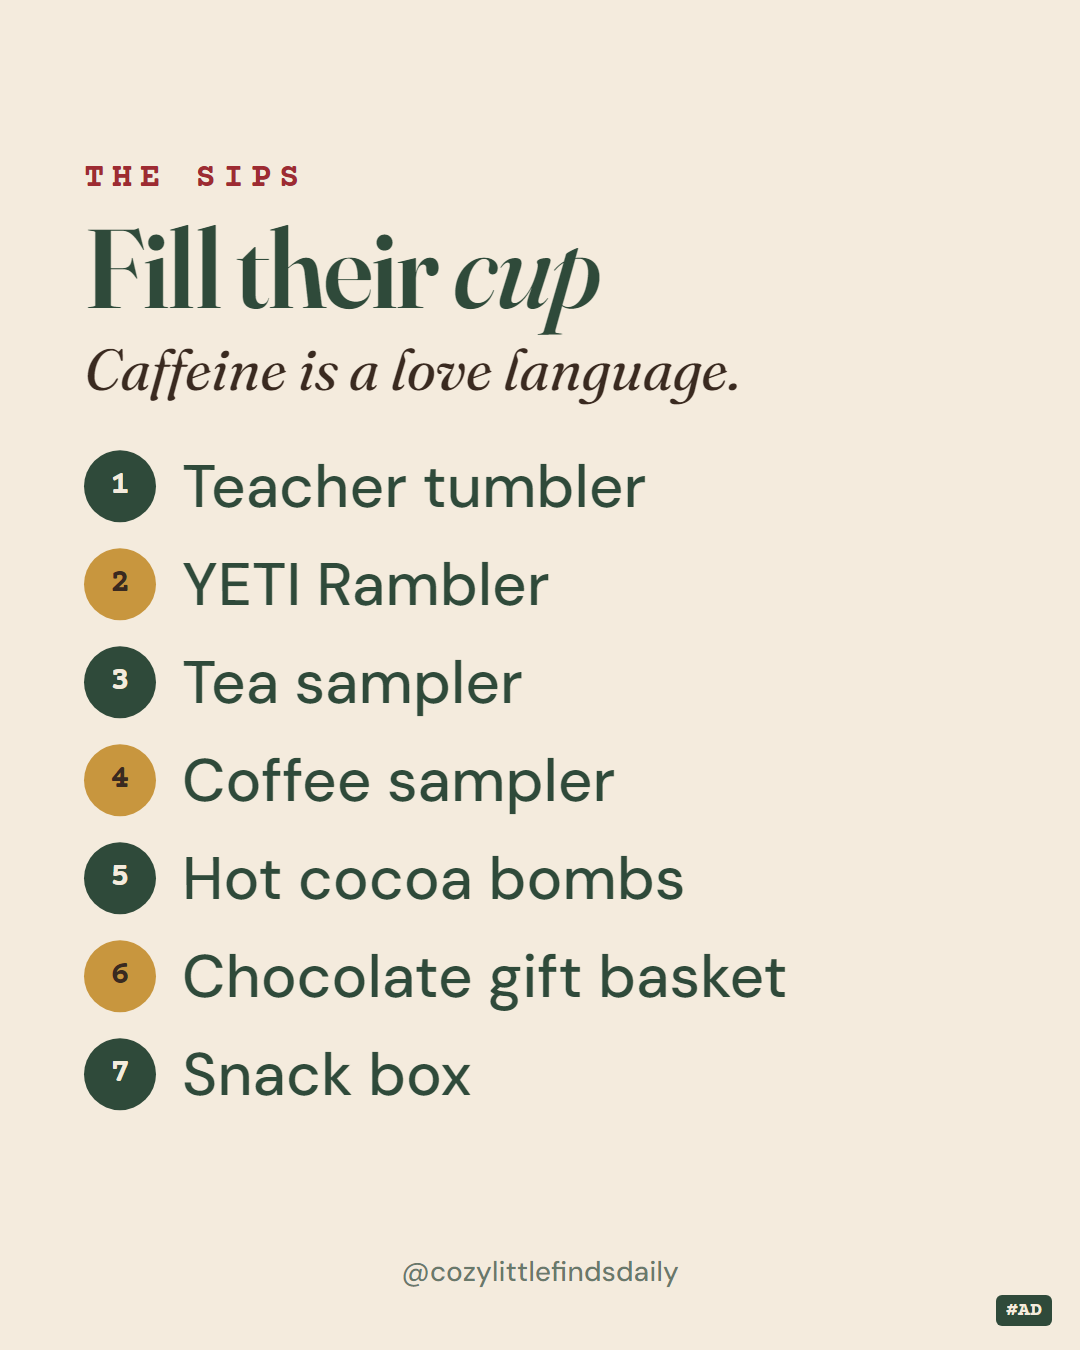 THE SIPS
Fill their cup
Caffeine is a love language.
1 Teacher tumbler
2 YETI Rambler
3 Tea sampler
4 Coffee sampler
5 Hot cocoa bombs
6 Chocolate gift basket
7 Snack box
@cozylittlefindsdaily
#AD